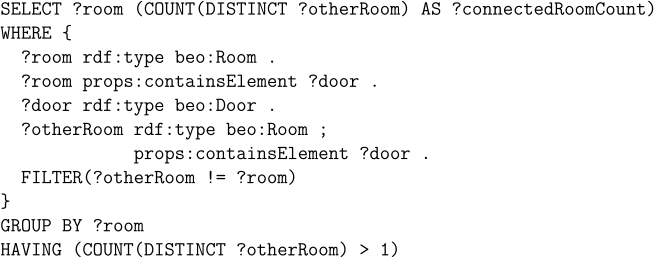 SELECT ?room (COUNT(DISTINCT ?otherRoom) AS ?connectedRoomCount)
WHERE {
  ?room rdf:type beo:Room .
  ?room props:containsElement ?door .
  ?door rdf:type beo:Door .
  ?otherRoom rdf:type beo:Room ;
             props:containsElement ?door .
  FILTER(?otherRoom != ?room)
}
GROUP BY ?room
HAVING (COUNT(DISTINCT ?otherRoom) > 1)